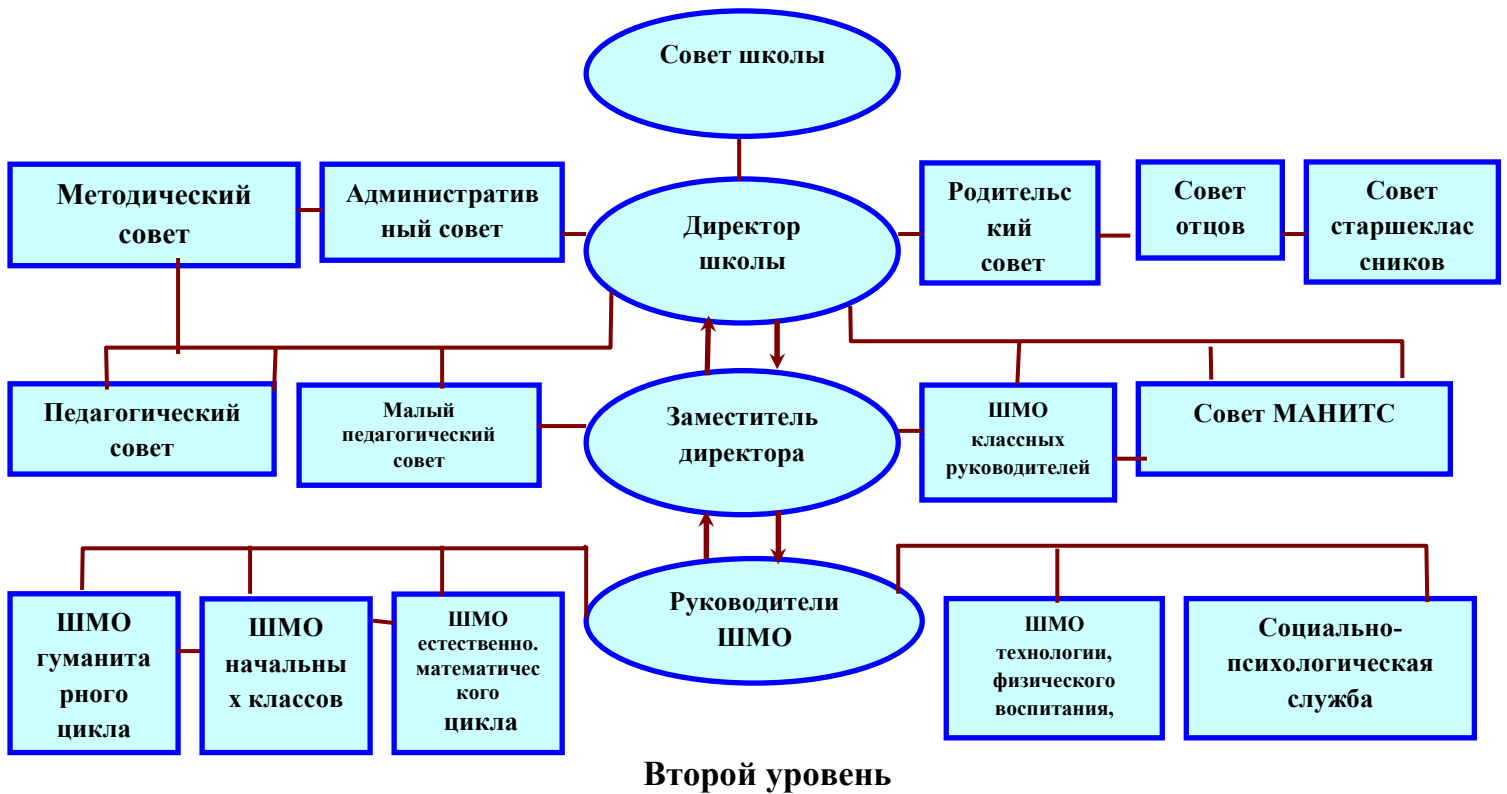 Совет школы
Методический
совет
Административ
ный совет
Директор
школы
Родительс
кий
совет
Совет
отцов
Совет
старшеклас
сников
Педагогический
совет
Малый
педагогический
совет
Заместитель
директора
ШМО
классных
руководителей
Совет МАНИТС
ШМО
гуманита
рного
цикла
ШМО
начальны
х классов
ШМО
естественно.
математичес
кого
цикла
Руководители
ШМО
ШМО
технологии,
физического
воспитания,
Социально-
психологическая
служба
Второй уровень